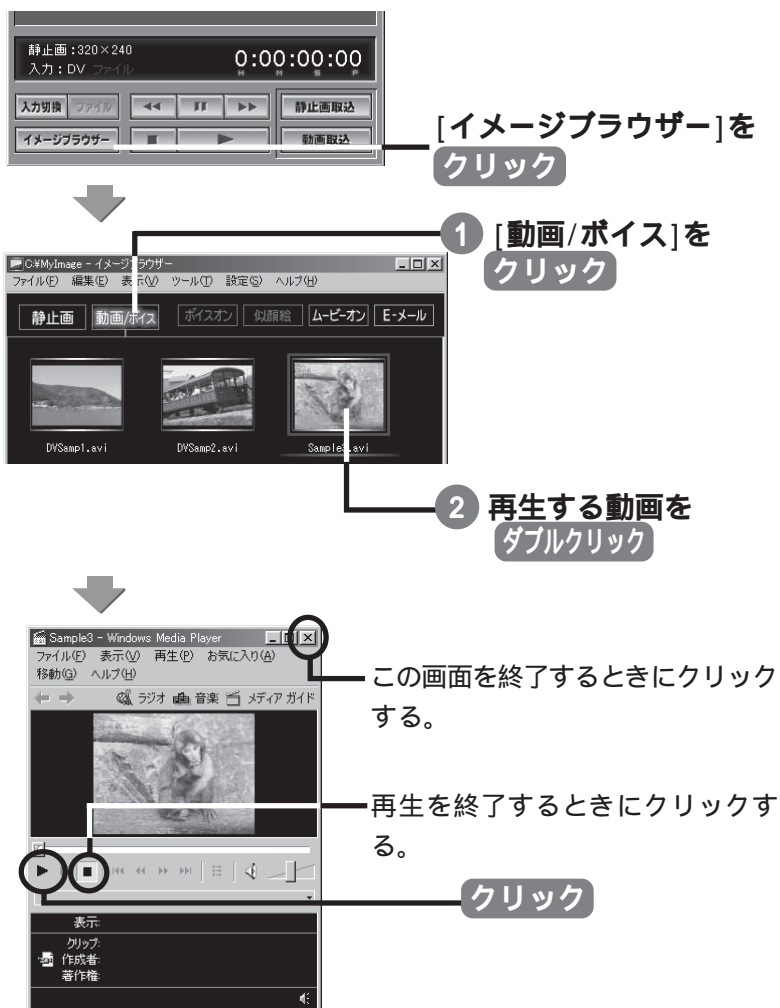 静止画:320×240
入力:DV ファイル
0:00:00:00
H M S F
入力切換 ファイル 静止画取込
イメージブラウザー 動画取込
[イメージブラウザー]を
クリック
1 [動画/ボイス]を
クリック
C:¥MyImage - イメージブラウザー
ファイル(F) 編集(E) 表示(V) ツール(T) 設定(S) ヘルプ(H)
静止画 動画/ボイス ボイスオン 似顔絵 ムービーオン E-メール
DVSamp1.avi DVSamp2.avi Sample3.avi
2 再生する動画を
ダブルクリック
Sample3 - Windows Media Player
ファイル(F) 表示(V) 再生(P) お気に入り(A)
移動(G) ヘルプ(H)
ラジオ 音楽 メディア ガイド
この画面を終了するときにクリック
する。
再生を終了するときにクリックす
る。
クリック
表示:
クリップ:
作成者:
著作権: